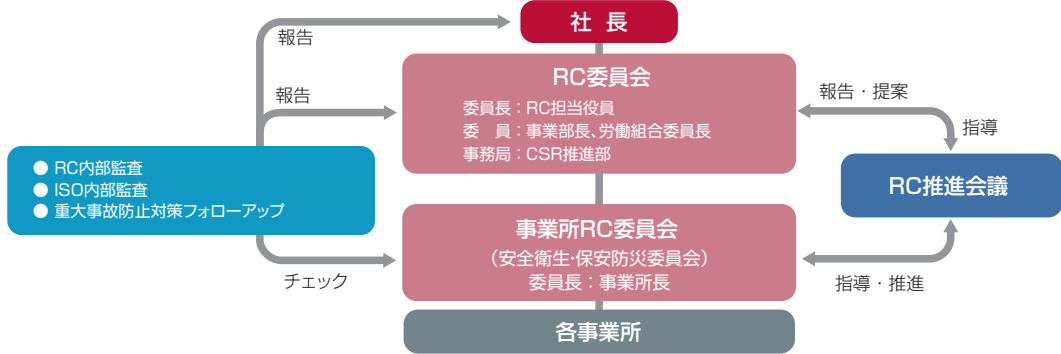 社 長
報告
RC委員会
委員長：RC担当役員
委　員：事業部長、労働組合委員長
事務局：CSR推進部
報告
報告・提案
指導
● RC内部監査
● ISO内部監査
● 重大事故防止対策フォローアップ
RC推進会議
事業所RC委員会
（安全衛生・保安防災委員会）
委員長：事業所長
チェック
指導・推進
各事業所